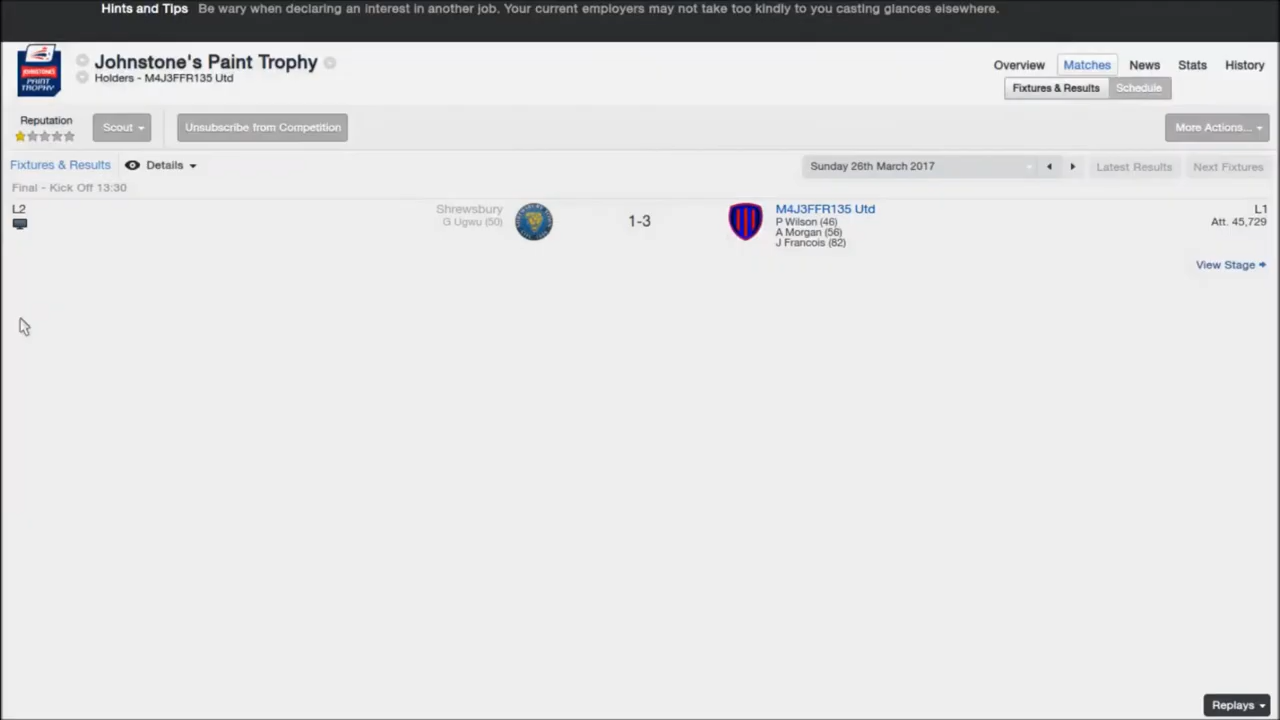 Hints and Tips Be wary when declaring an interest in another job. Your current employers may not take too kindly to you casting glances elsewhere.
JOHNSTONE'S
PAINT
TROPHY
Johnstone's Paint Trophy
Holders - M4J3FFR135 Utd
Overview Matches News Stats History
Fixtures & Results Schedule
Reputation
Scout
Unsubscribe from Competition
More Actions...
Fixtures & Results Details
Sunday 26th March 2017
Latest Results
Next Fixtures
Final - Kick Off 13:30
L2
Shrewsbury
G Ugwu (50)
1-3
M4J3FFR135 Utd
P Wilson (46)
A Morgan (56)
J Francois (82)
L1
Att. 45,729
View Stage
Replays